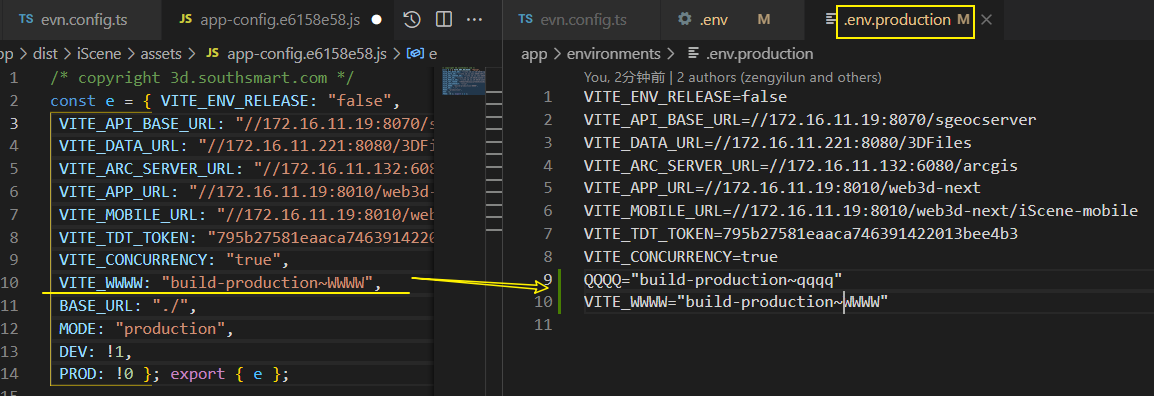 TS evn.config.ts
JS app-config.e6158e58.js
pp > dist > iScene > assets > JS app-config.e6158e58.js > e
1 /* copyright 3d.southsmart.com */
2 const e = { VITE_ENV_RELEASE: "false",
3 VITE_API_BASE_URL: "//172.16.11.19:8070/s
4 VITE_DATA_URL: "//172.16.11.221:8080/3DFi
5 VITE_ARC_SERVER_URL: "//172.16.11.132:608
6 VITE_APP_URL: "//172.16.11.19:8010/web3d-
7 VITE_MOBILE_URL: "//172.16.11.19:8010/web
8 VITE_TDT_TOKEN: "795b27581eaaca7463914220
9 VITE_CONCURRENCY: "true",
10 VITE_WWWW: "build-production~WWWW",
11 BASE_URL: "./",
12 MODE: "production",
13 DEV: !1,
14 PROD: !0 }; export { e };
15
TS evn.config.ts
.env M
.env.production M
app > environments > .env.production
You, 2分钟前 | 2 authors (zengyilun and others)
1 VITE_ENV_RELEASE=false
2 VITE_API_BASE_URL=//172.16.11.19:8070/sgeocserver
3 VITE_DATA_URL=//172.16.11.221:8080/3DFiles
4 VITE_ARC_SERVER_URL=//172.16.11.132:6080/arcgis
5 VITE_APP_URL=//172.16.11.19:8010/web3d-next
6 VITE_MOBILE_URL=//172.16.11.19:8010/web3d-next/iScene-mobile
7 VITE_TDT_TOKEN=795b27581eaaca746391422013bee4b3
8 VITE_CONCURRENCY=true
9 QQQQ="build-production~qqqq"
10 VITE_WWWW="build-production~WWWW"
11